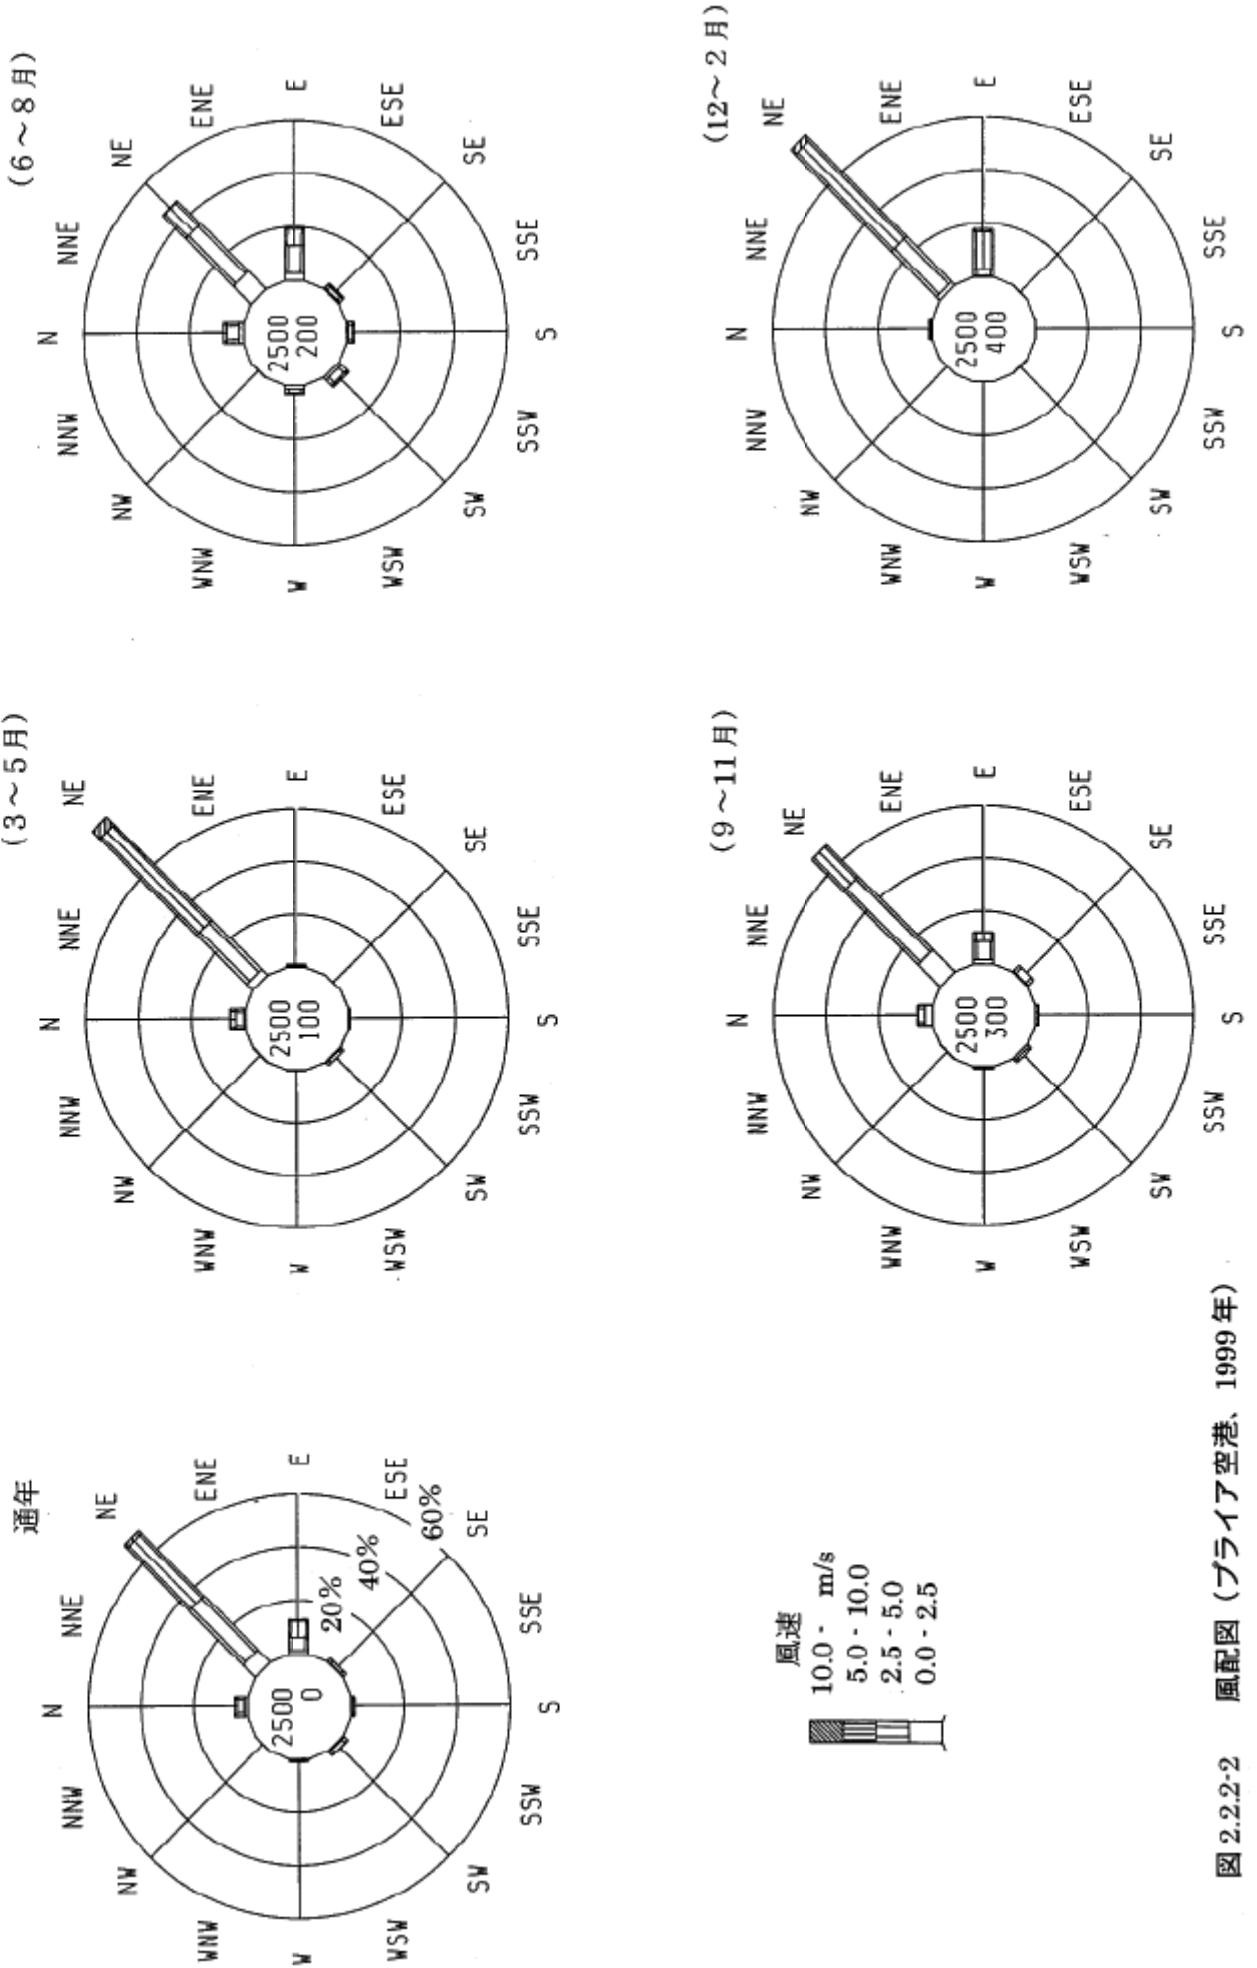 通年
N
NNE
NE
ENE
E
ESE
SE
SSE
S
SSW
SW
WSW
W
WNW
NW
NNW
2500
0
20%
40%
60%
(3～5月)
N
NNE
NE
ENE
E
ESE
SE
SSE
S
SSW
SW
WSW
W
WNW
NW
NNW
2500
100
(6～8月)
N
NNE
NE
ENE
E
ESE
SE
SSE
S
SSW
SW
WSW
W
WNW
NW
NNW
2500
200
風速
10.0 - m/s
5.0 - 10.0
2.5 - 5.0
0.0 - 2.5
(9～11月)
N
NNE
NE
ENE
E
ESE
SE
SSE
S
SSW
SW
WSW
W
WNW
NW
NNW
2500
300
(12～2月)
N
NNE
NE
ENE
E
ESE
SE
SSE
S
SSW
SW
WSW
W
WNW
NW
NNW
2500
400
図 2.2.2-2 風配図（プライア空港、1999年）